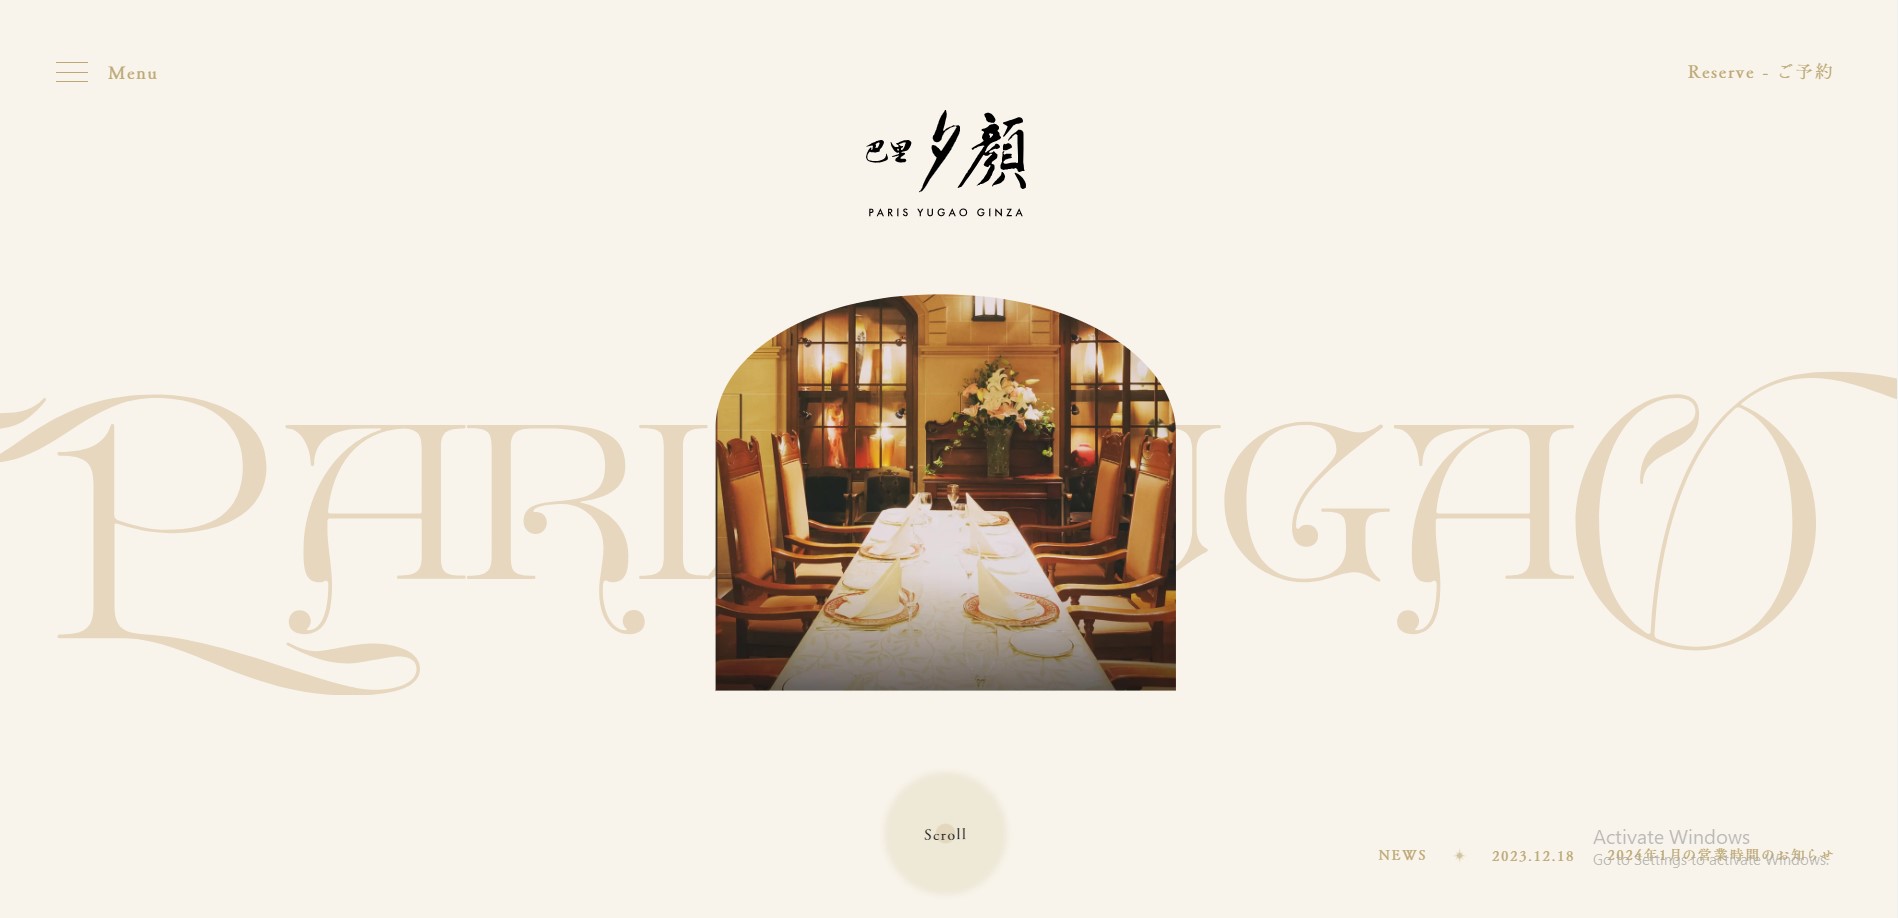 Menu
Reserve - ご予約
巴里 夕顔
PARIS YUGAO GINZA
PARI UGAO
Scroll
Activate Windows
NEWS 2023.12.18 2024年1月の営業時間のお知らせ
Go to Settings to activate Windows.